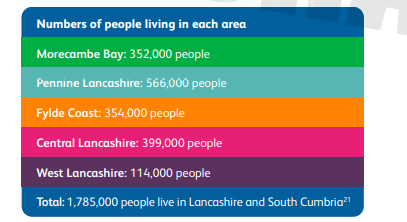 Numbers of people living in each area
Morecambe Bay: 352,000 people
Pennine Lancashire: 566,000 people
Fylde Coast: 354,000 people
Central Lancashire: 399,000 people
West Lancashire: 114,000 people
Total: 1,785,000 people live in Lancashire and South Cumbria²¹